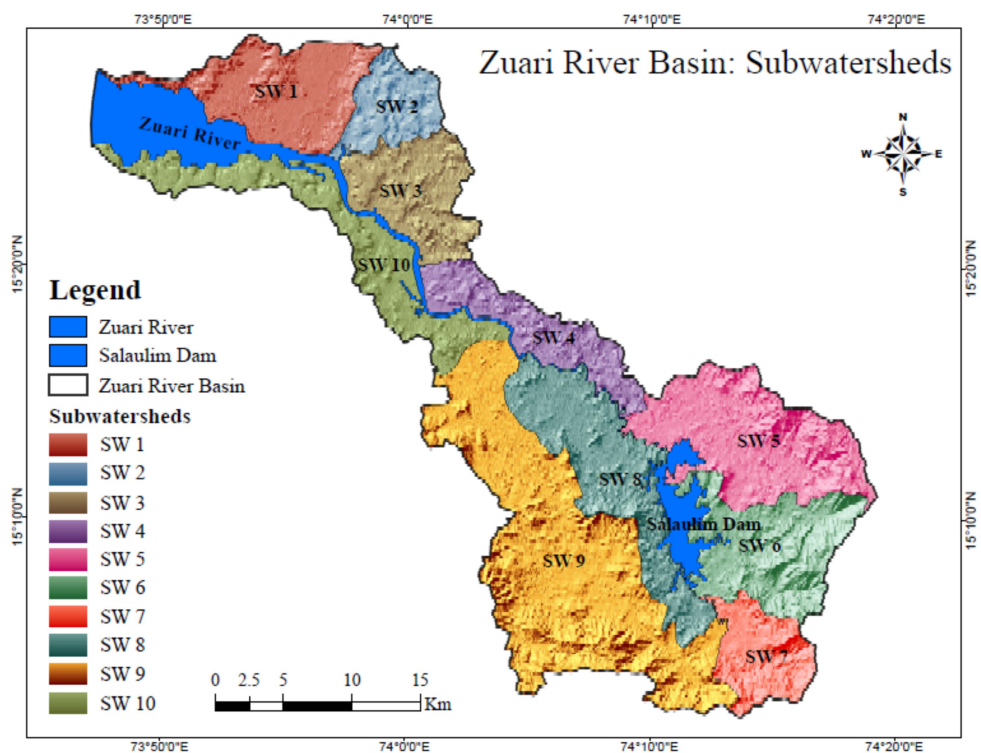 73°50'0"E 74°0'0"E 74°10'0"E 74°20'0"E
Zuari River Basin: Subwatersheds
SW 1
SW 2
Zuari River
N
W E
S
SW 3
15°20'0"N 15°20'0"N
SW 10
Legend
Zuari River
Salaulim Dam
Zuari River Basin
SW 4
Subwatersheds
SW 1
SW 2
SW 3
SW 4
SW 5
SW 6
SW 7
SW 8
SW 9
SW 10
SW 5
SW 8
Salaulim Dam
15°10'0"N 15°10'0"N
SW 6
SW 9
SW 7
0 2.5 5 10 15
Km
73°50'0"E 74°0'0"E 74°10'0"E 74°20'0"E